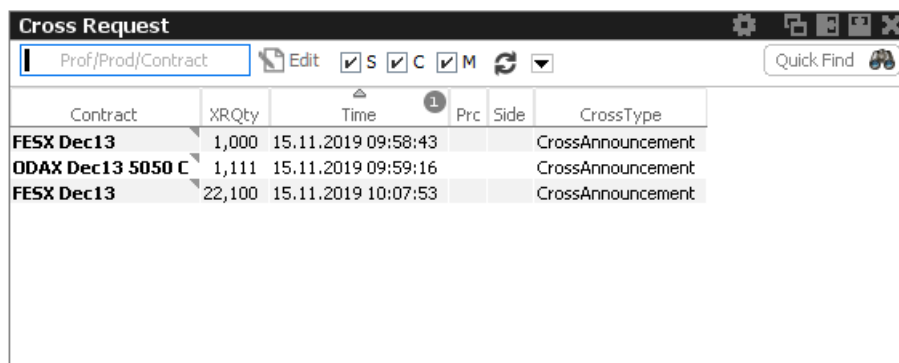 Cross Request
Prof/Prod/Contract Edit S C M Quick Find
Contract XRQty Time 1 Prc Side CrossType
FESX Dec13 1,000 15.11.2019 09:58:43 CrossAnnouncement
ODAX Dec13 5050 C 1,111 15.11.2019 09:59:16 CrossAnnouncement
FESX Dec13 22,100 15.11.2019 10:07:53 CrossAnnouncement